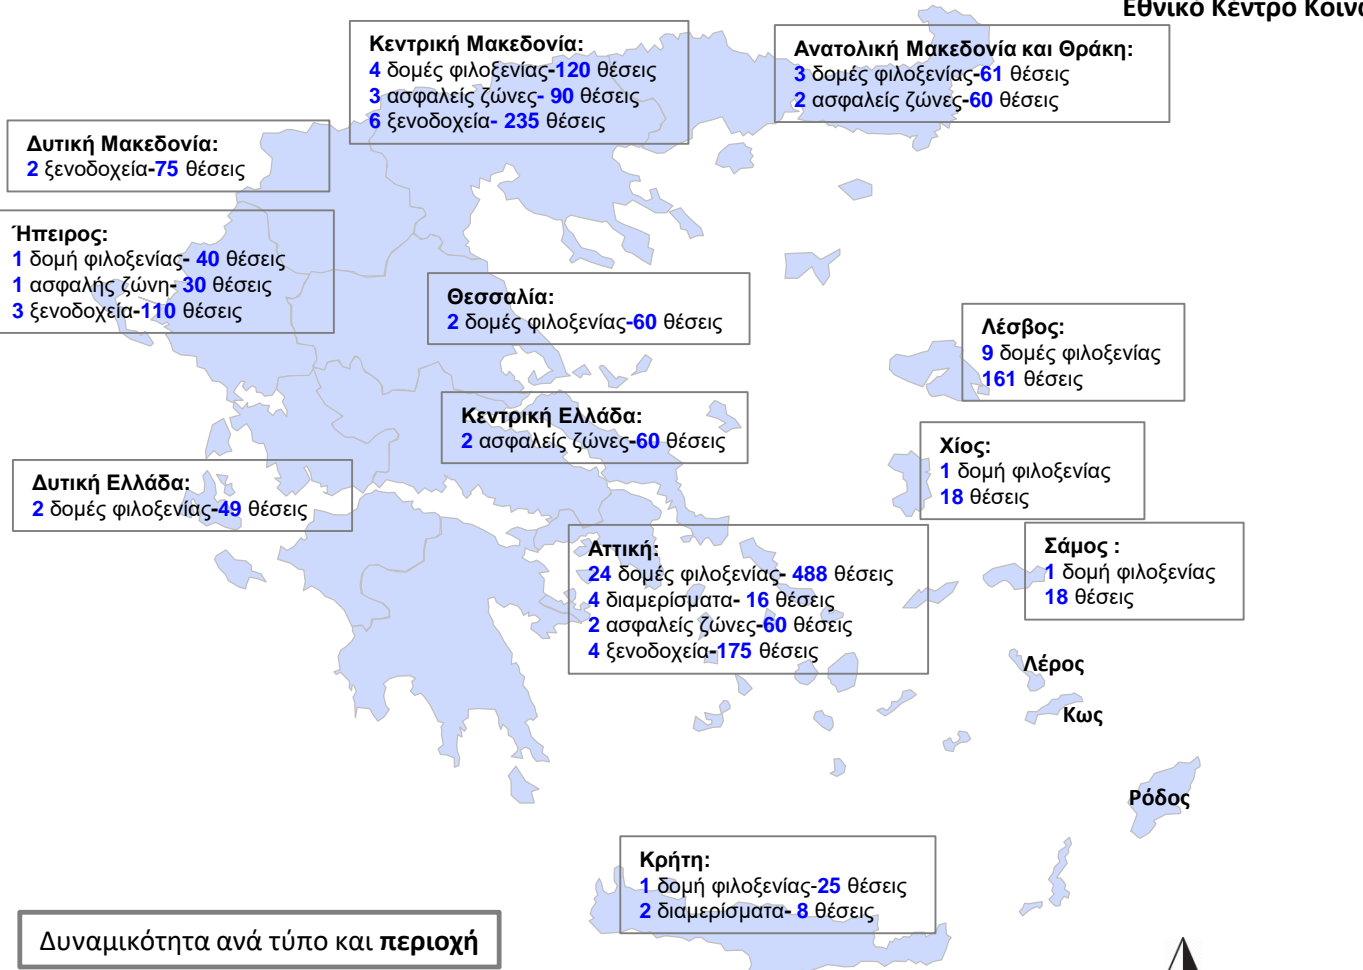 Εθνικό Κέντρο
Κεντρική Μακεδονία:
4 δομές φιλοξενίας-120 θέσεις
3 ασφαλείς ζώνες- 90 θέσεις
6 ξενοδοχεία- 235 θέσεις
Ανατολική Μακεδονία και Θράκη:
3 δομές φιλοξενίας-61 θέσεις
2 ασφαλείς ζώνες-60 θέσεις
Δυτική Μακεδονία:
2 ξενοδοχεία-75 θέσεις
Ήπειρος:
1 δομή φιλοξενίας- 40 θέσεις
1 ασφαλής ζώνη- 30 θέσεις
3 ξενοδοχεία-110 θέσεις
Θεσσαλία:
2 δομές φιλοξενίας-60 θέσεις
Λέσβος:
9 δομές φιλοξενίας
161 θέσεις
Κεντρική Ελλάδα:
2 ασφαλείς ζώνες-60 θέσεις
Χίος:
1 δομή φιλοξενίας
18 θέσεις
Δυτική Ελλάδα:
2 δομές φιλοξενίας-49 θέσεις
Αττική:
24 δομές φιλοξενίας- 488 θέσεις
4 διαμερίσματα- 16 θέσεις
2 ασφαλείς ζώνες-60 θέσεις
4 ξενοδοχεία-175 θέσεις
Σάμος :
1 δομή φιλοξενίας
18 θέσεις
Λέρος
Κως
Ρόδος
Κρήτη:
1 δομή φιλοξενίας-25 θέσεις
2 διαμερίσματα- 8 θέσεις
Δυναμικότητα ανά τύπο και περιοχή